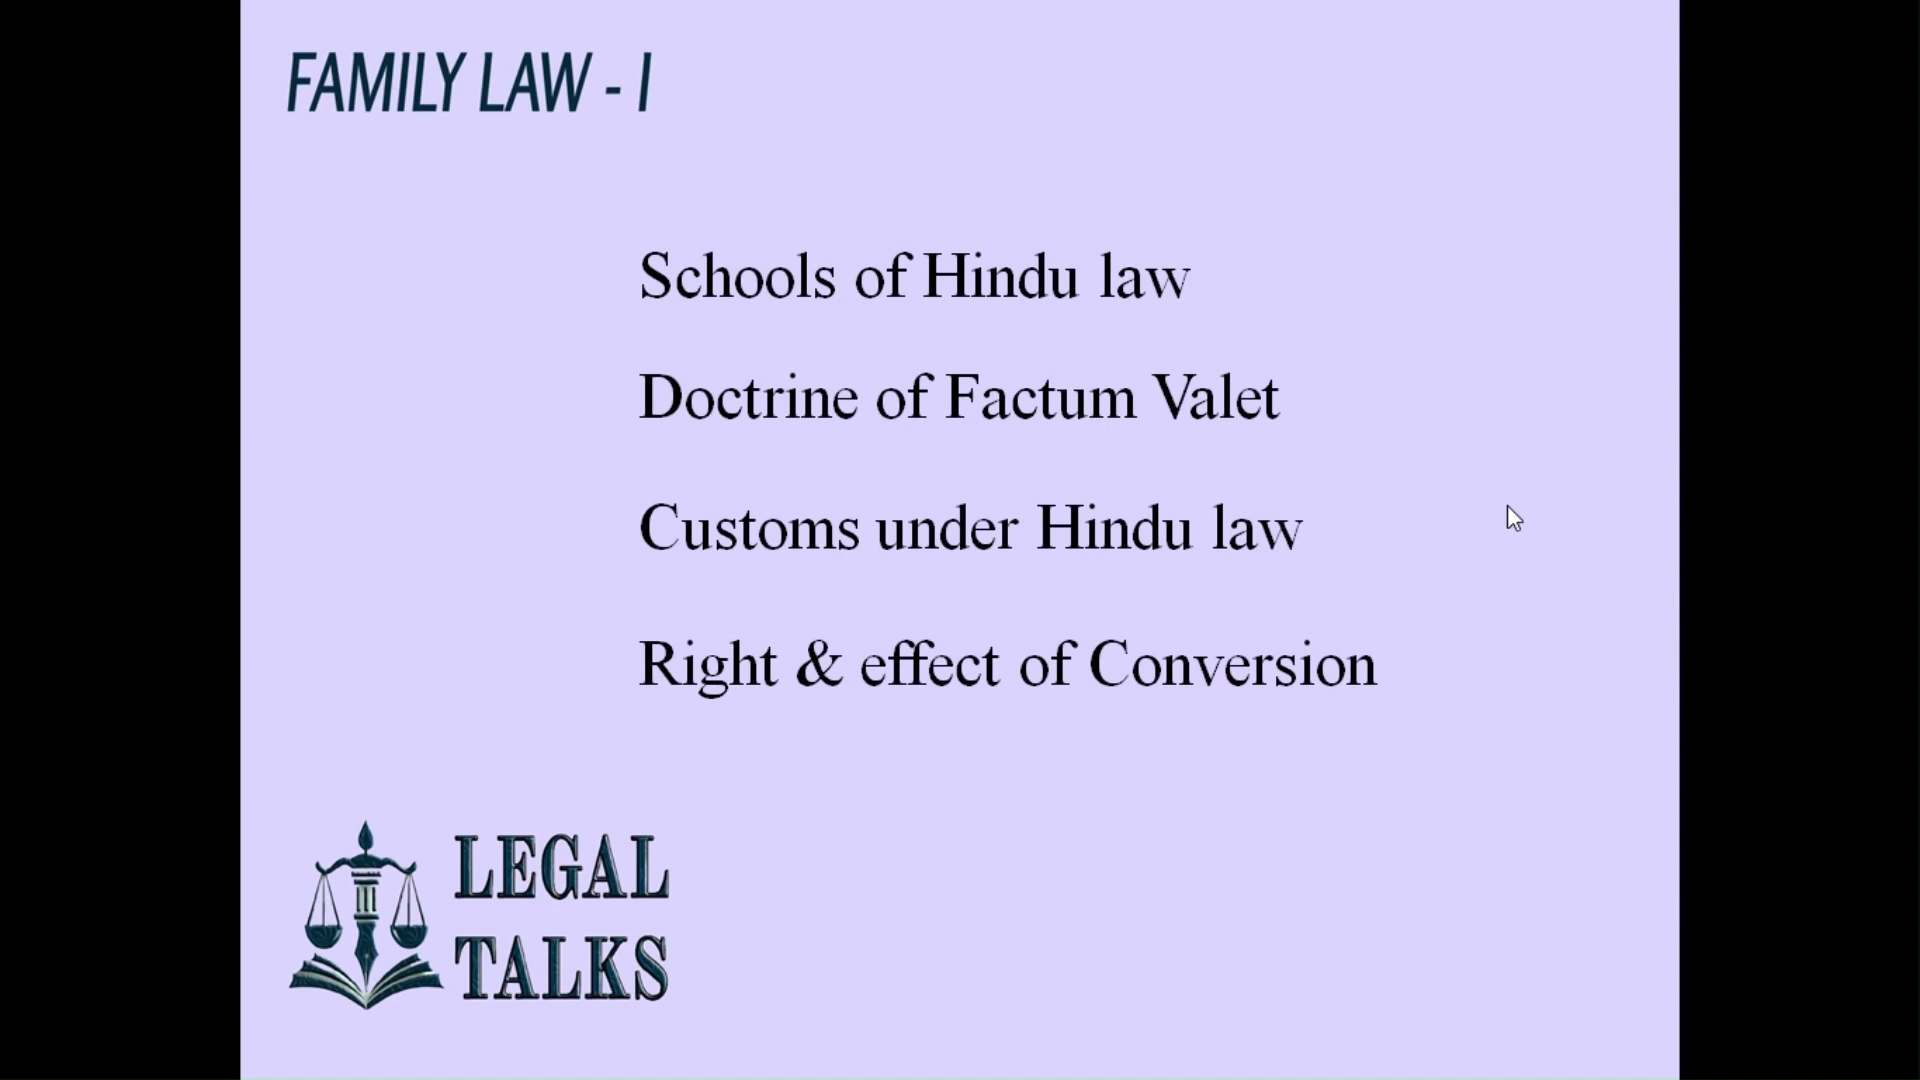 FAMILY LAW - I
Schools of Hindu law
Doctrine of Factum Valet
Customs under Hindu law
Right & effect of Conversion
LEGAL
TALKS